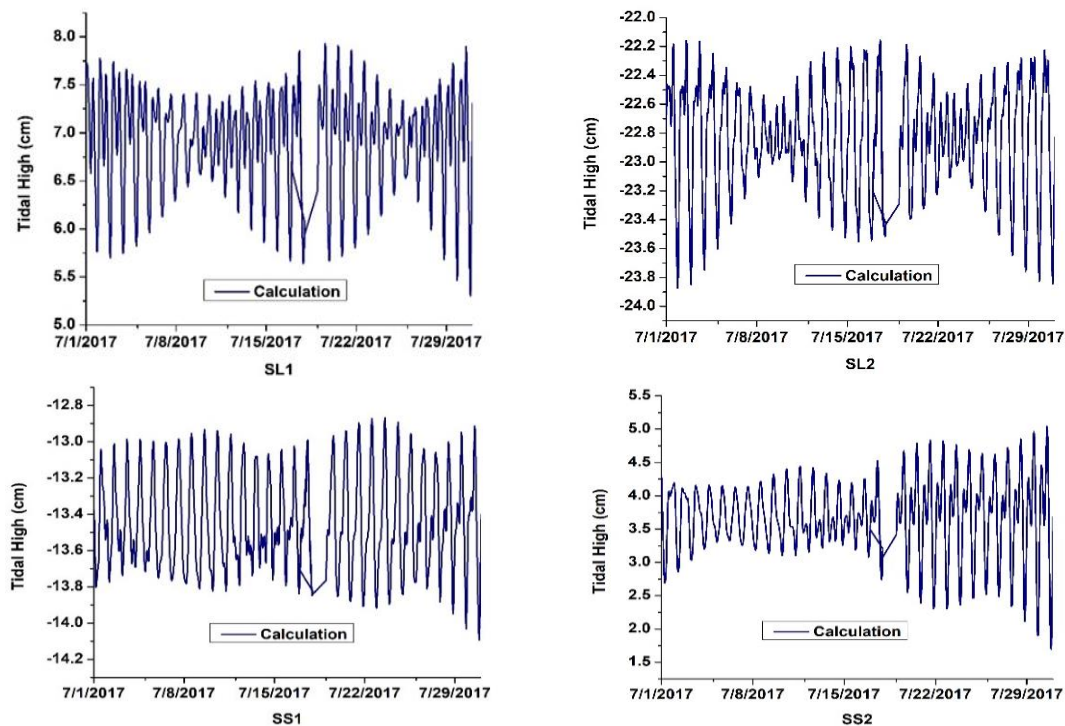 8.0
7.5
7.0
6.5
6.0
5.5
5.0
Tidal High (cm)
Calculation
7/1/2017 7/8/2017 7/15/2017 7/22/2017 7/29/2017
SL1
-22.0
-22.2
-22.4
-22.6
-22.8
-23.0
-23.2
-23.4
-23.6
-23.8
-24.0
Tidal High (cm)
Calculation
7/1/2017 7/8/2017 7/15/2017 7/22/2017 7/29/2017
SL2
-12.8
-13.0
-13.4
-13.6
-13.8
-14.0
-14.2
Tidal High (cm)
Calculation
7/1/2017 7/8/2017 7/15/2017 7/22/2017 7/29/2017
SS1
5.5
5.0
4.5
4.0
3.5
3.0
2.5
2.0
1.5
Tidal High (cm)
Calculation
7/1/2017 7/8/2017 7/15/2017 7/22/2017 7/29/2017
SS2